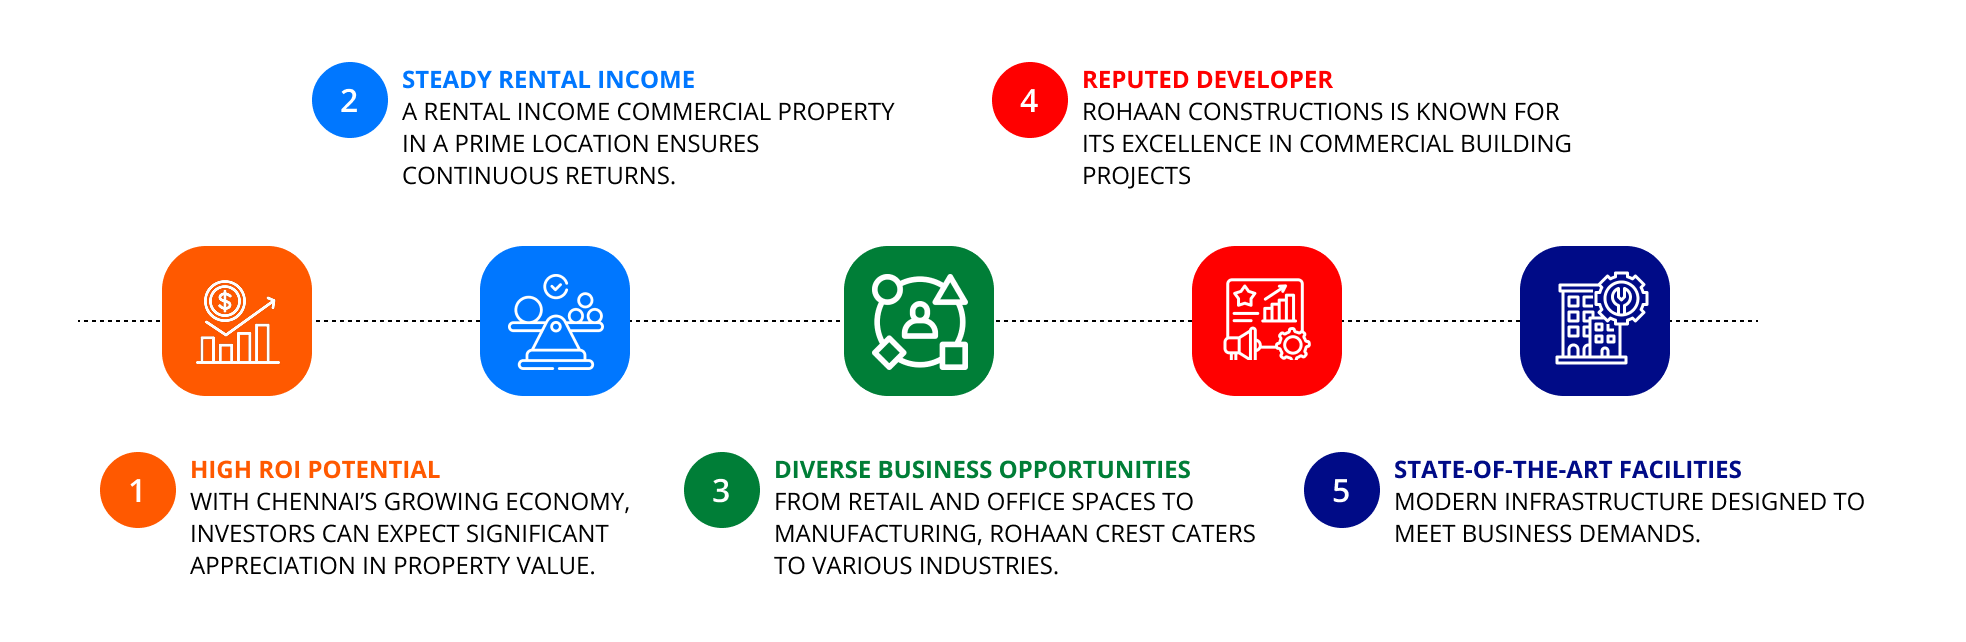 2
STEADY RENTAL INCOME
A RENTAL INCOME COMMERCIAL PROPERTY
IN A PRIME LOCATION ENSURES
CONTINUOUS RETURNS.
4
REPUTED DEVELOPER
ROHAAN CONSTRUCTIONS IS KNOWN FOR
ITS EXCELLENCE IN COMMERCIAL BUILDING
PROJECTS
$
1
HIGH ROI POTENTIAL
WITH CHENNAI’S GROWING ECONOMY,
INVESTORS CAN EXPECT SIGNIFICANT
APPRECIATION IN PROPERTY VALUE.
3
DIVERSE BUSINESS OPPORTUNITIES
FROM RETAIL AND OFFICE SPACES TO
MANUFACTURING, ROHAAN CREST CATERS
TO VARIOUS INDUSTRIES.
5
STATE-OF-THE-ART FACILITIES
MODERN INFRASTRUCTURE DESIGNED TO
MEET BUSINESS DEMANDS.